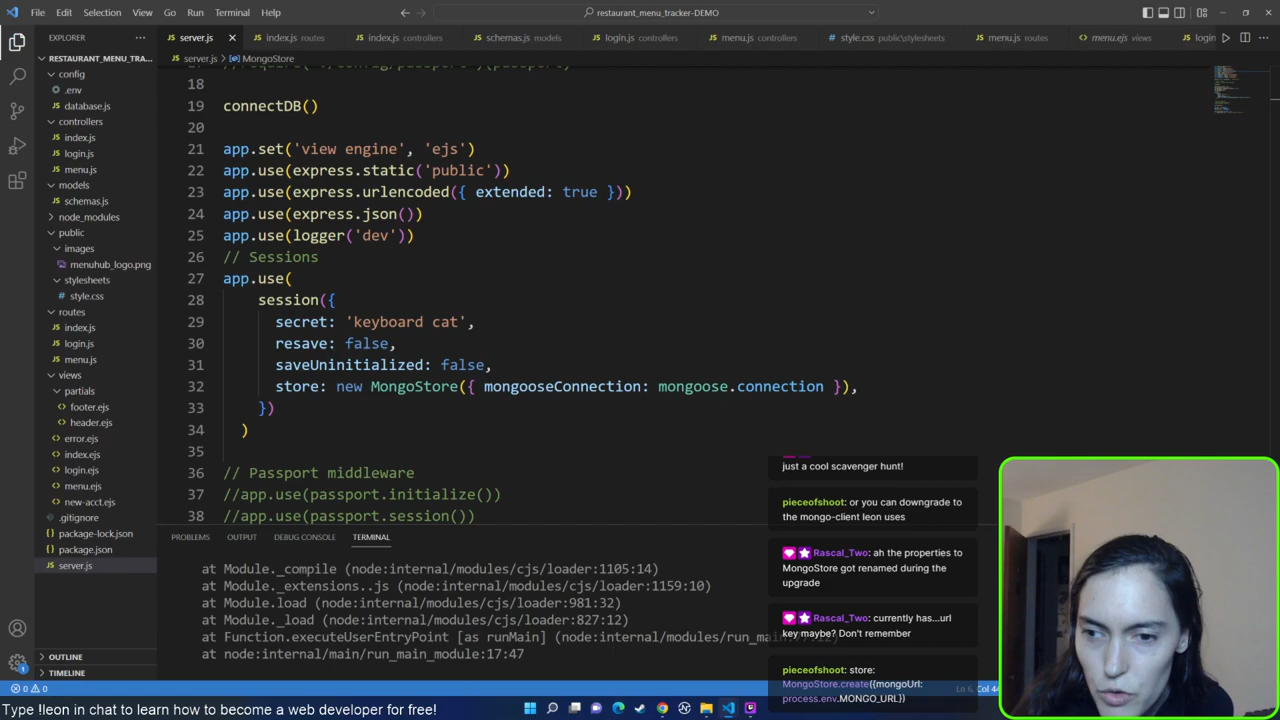 File Edit Selection View Go Run Terminal Help
restaurant_menu_tracker-DEMO
EXPLORER
server.js
index.js routes
index.js controllers
schemas.js models
login.js controllers
menu.js controllers
style.css public\stylesheets
menu.js routes
menu.ejs views
login
RESTAURANT_MENU_TRA...
server.js > MongoStore
config
.env
database.js
controllers
index.js
login.js
menu.js
models
schemas.js
node_modules
public
images
menuhub_logo.png
stylesheets
style.css
routes
index.js
login.js
menu.js
views
partials
footer.ejs
header.ejs
error.ejs
index.ejs
login.ejs
menu.ejs
new-acct.ejs
.gitignore
package-lock.json
package.json
server.js
OUTLINE
TIMELINE
18
19 connectDB()
20
21 app.set('view engine', 'ejs')
22 app.use(express.static('public'))
23 app.use(express.urlencoded({ extended: true }))
24 app.use(express.json())
25 app.use(logger('dev'))
26 // Sessions
27 app.use(
28 session({
29 secret: 'keyboard cat',
30 resave: false,
31 saveUninitialized: false,
32 store: new MongoStore({ mongooseConnection: mongoose.connection }),
33 })
34 )
35
36 // Passport middleware
37 //app.use(passport.initialize())
38 //app.use(passport.session())
PROBLEMS OUTPUT DEBUG CONSOLE TERMINAL
at Module._compile (node:internal/modules/cjs/loader:1105:14)
at Module._extensions..js (node:internal/modules/cjs/loader:1159:10)
at Module.load (node:internal/modules/cjs/loader:981:32)
at Module._load (node:internal/modules/cjs/loader:827:12)
at Function.executeUserEntryPoint [as runMain] (node:internal/modules/run_main
at node:internal/main/run_main_module:17:47
just a cool scavenger hunt!
pieceofshoot: or you can downgrade to
the mongo-client leon uses
Rascal_Two: ah the properties to
MongoStore got renamed during the
upgrade
Rascal_Two: currently has...url
key maybe? Don't remember
pieceofshoot: store:
MongoStore.create({mongoUrl:
process.env.MONGO_URL})
0 0
Type !leon in chat to learn how to become a web developer for free!